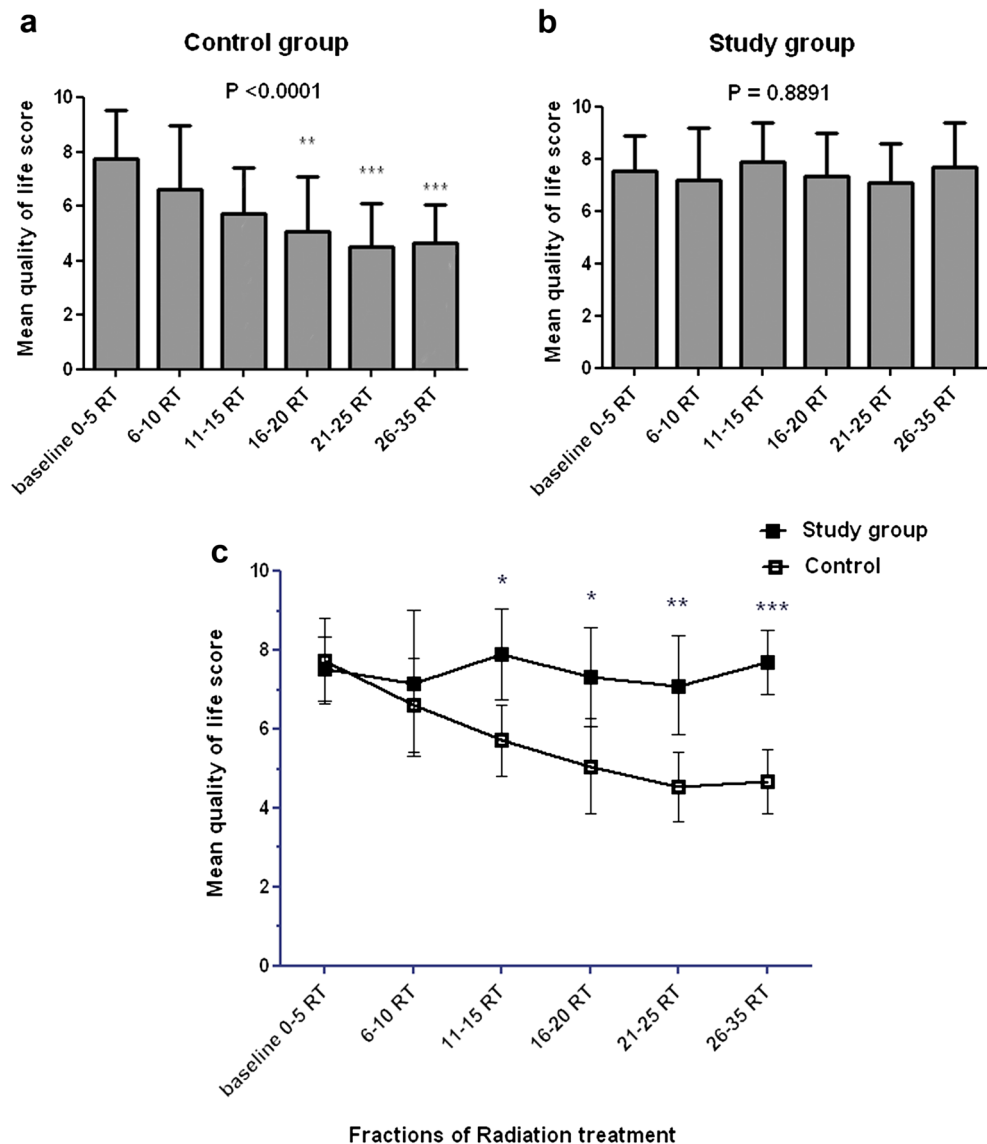 a
Control group
P <0.0001
Mean quality of life score
10
8
6
4
2
0
**
***
***
baseline 0-5 RT
6-10 RT
11-15 RT
16-20 RT
21-25 RT
26-35 RT
b
Study group
P = 0.8891
Mean quality of life score
10
8
6
4
2
0
baseline 0-5 RT
6-10 RT
11-15 RT
16-20 RT
21-25 RT
26-35 RT
c
Study group
Control
Mean quality of life score
10
8
6
4
2
0
*
*
**
***
baseline 0-5 RT
6-10 RT
11-15 RT
16-20 RT
21-25 RT
26-35 RT
Fractions of Radiation treatment